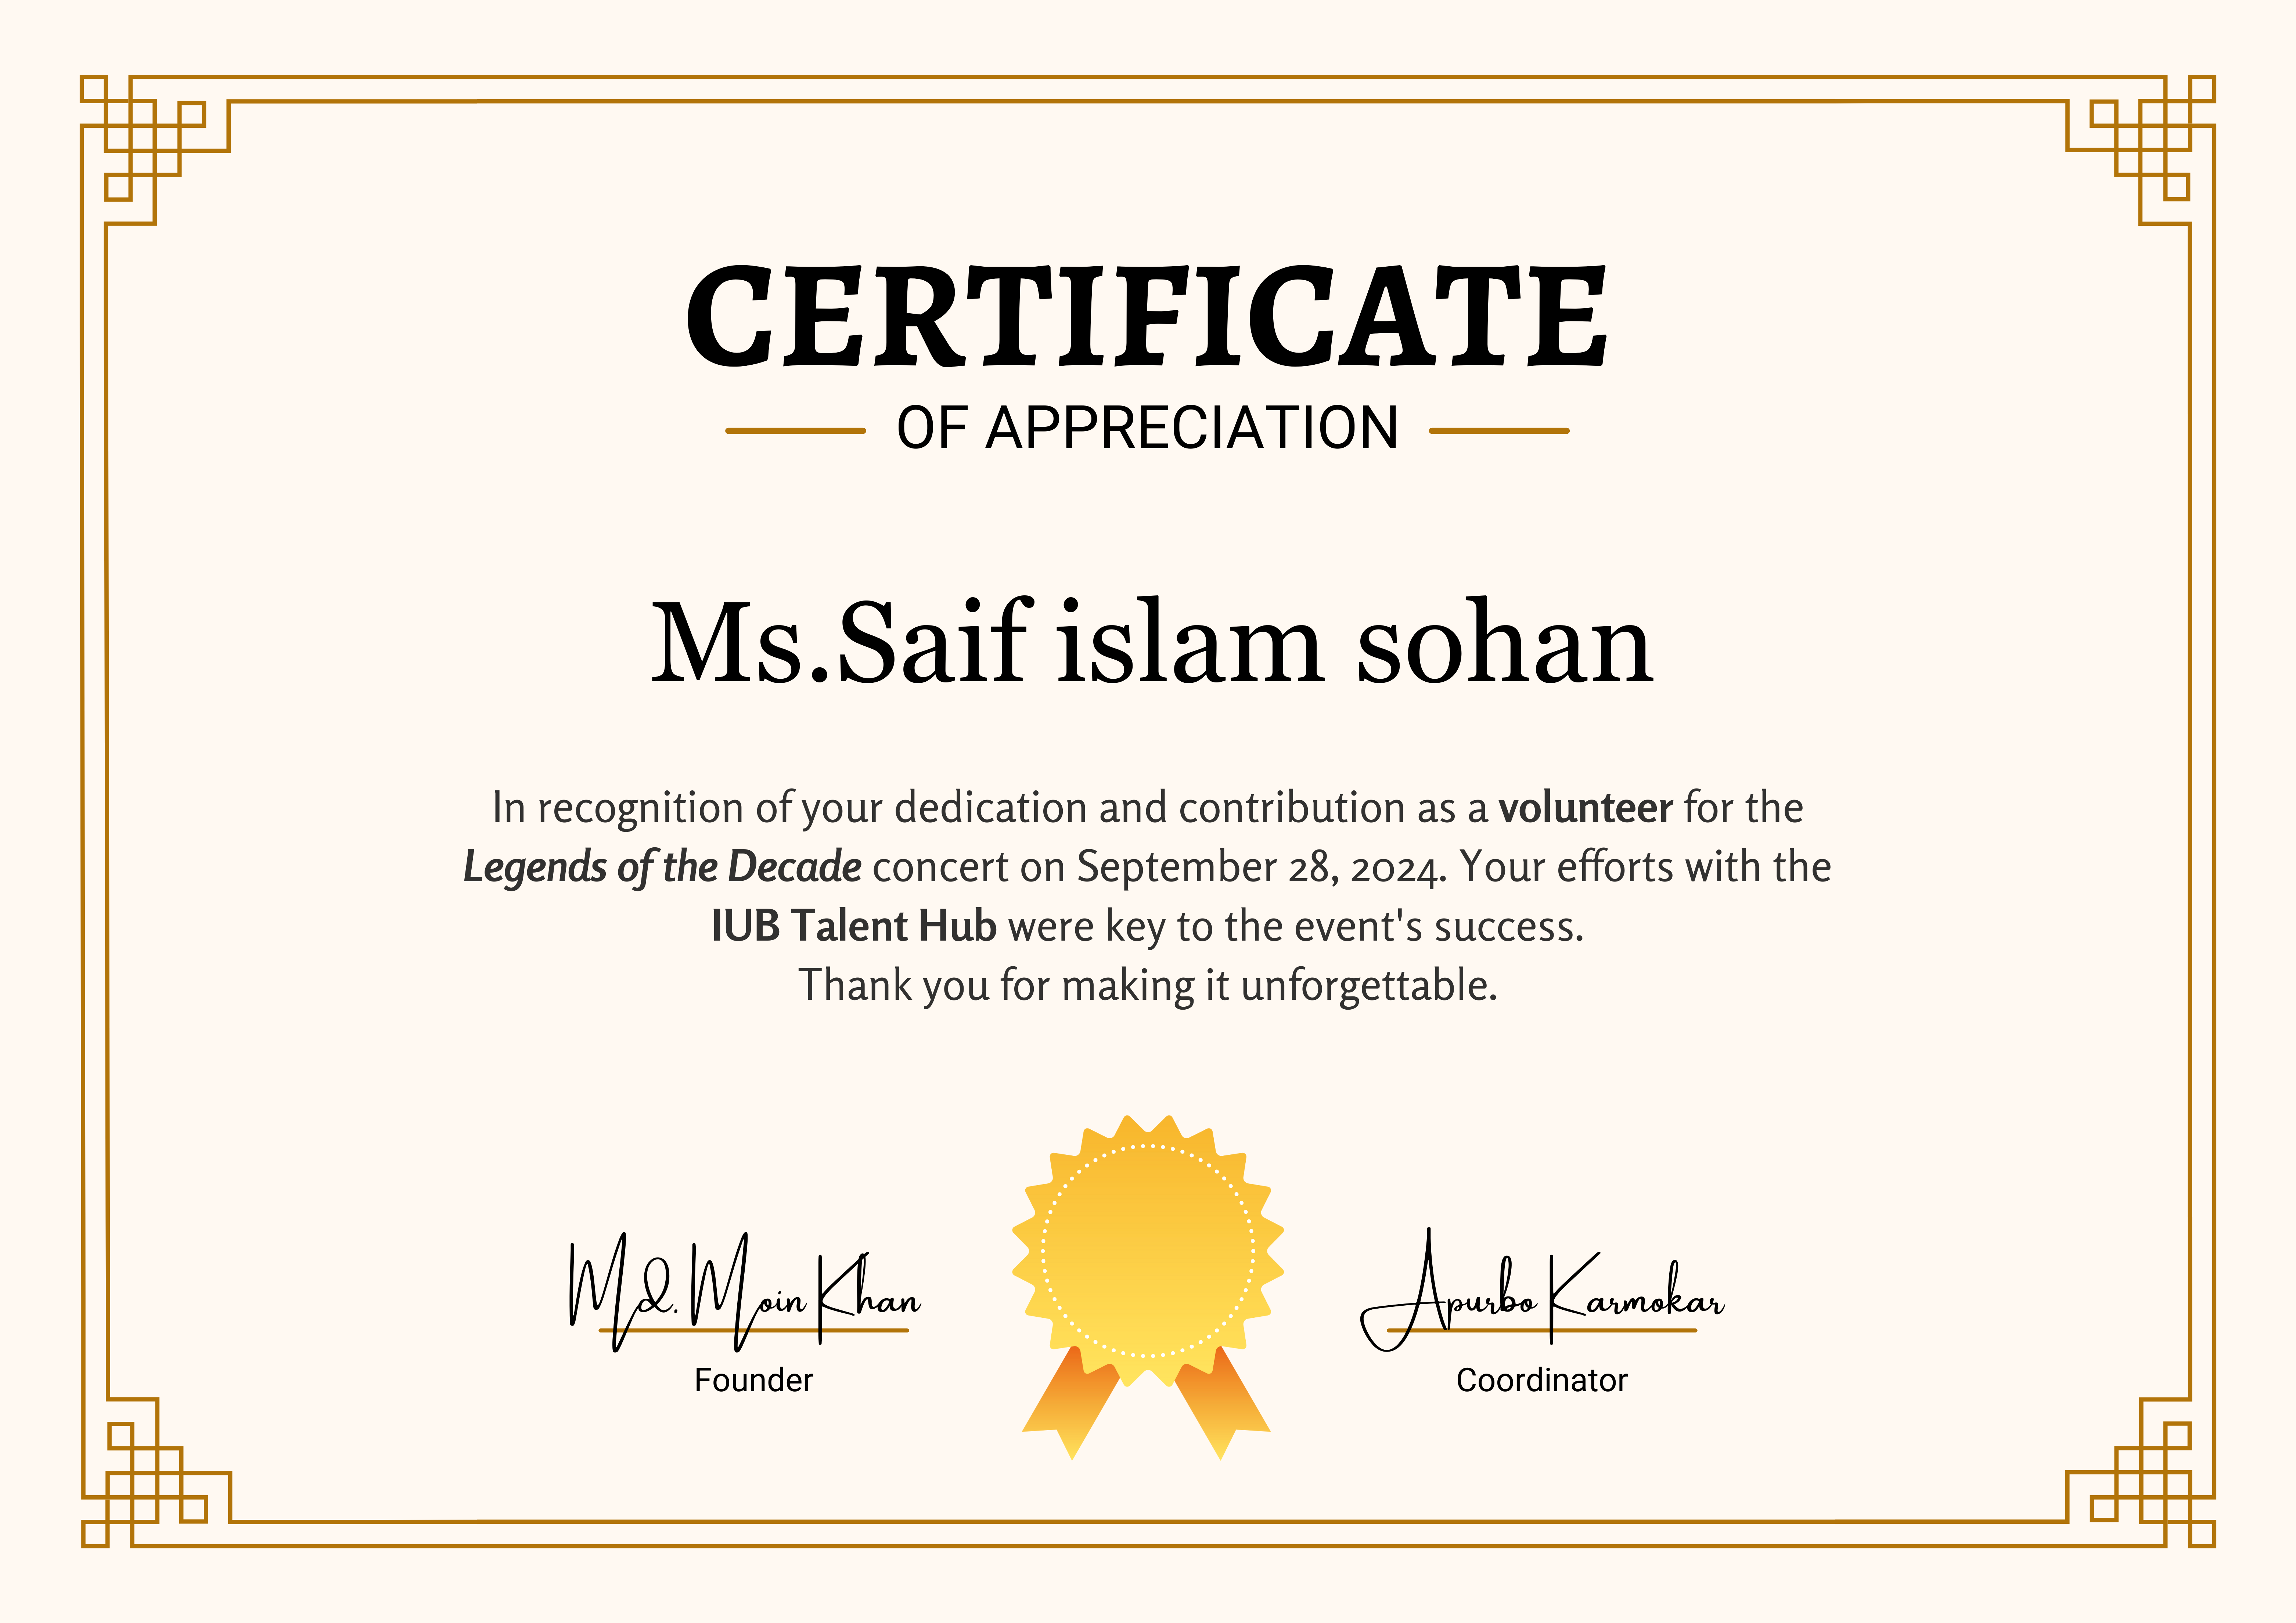 CERTIFICATE
OF APPRECIATION
Ms.Saif islam sohan
In recognition of your dedication and contribution as a volunteer for the
Legends of the Decade concert on September 28, 2024. Your efforts with the
IUB Talent Hub were key to the event's success.
Thank you for making it unforgettable.
Md. Moin Khan
Founder
Apurbo Karmokar
Coordinator